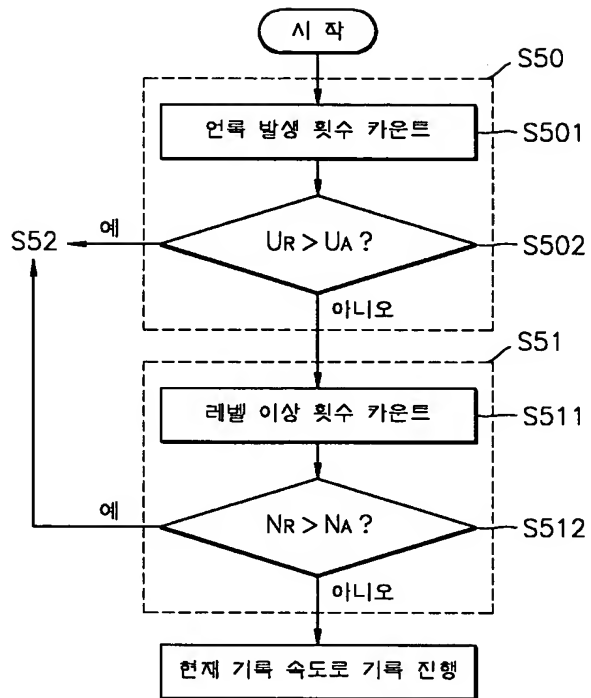 시 작
S50
언록 발생 횟수 카운트
S501
예
S52
UR > UA ?
S502
아니오
S51
레벨 이상 횟수 카운트
S511
예
NR > NA ?
S512
아니오
현재 기록 속도로 기록 진행